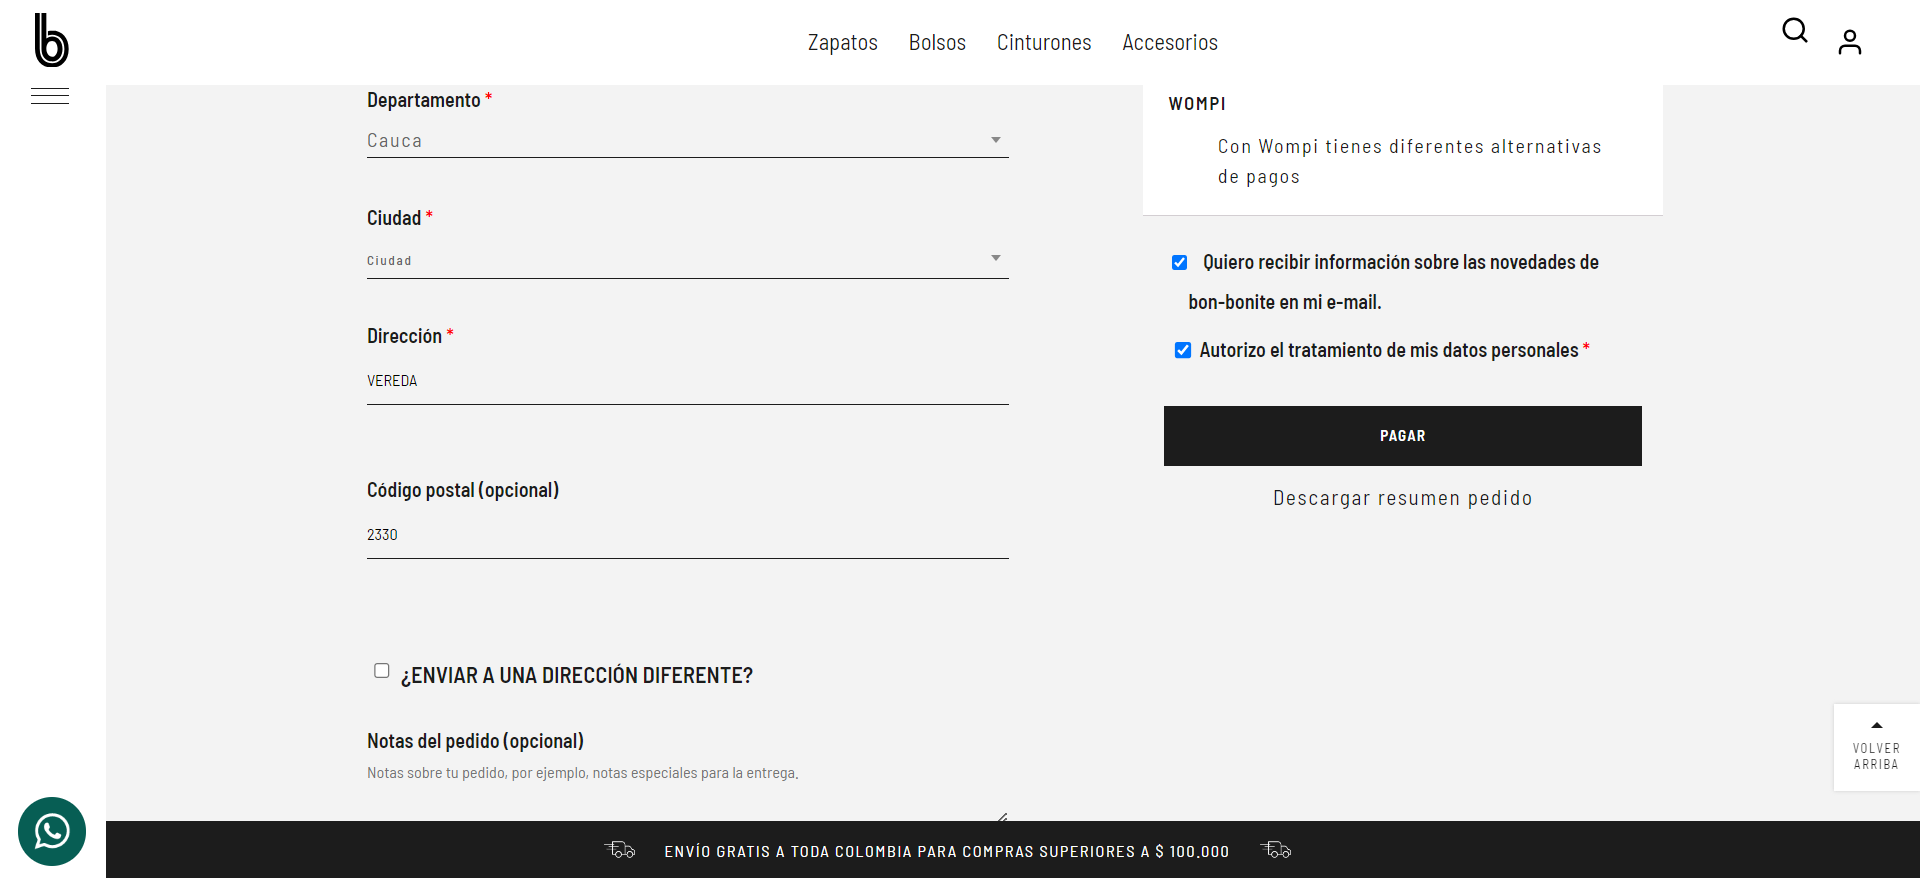 b
Zapatos Bolsos Cinturones Accesorios
Departamento *
Cauca
Ciudad *
Ciudad
Dirección *
VEREDA
Código postal (opcional)
2330
¿ENVIAR A UNA DIRECCIÓN DIFERENTE?
Notas del pedido (opcional)
Notas sobre tu pedido, por ejemplo, notas especiales para la entrega.
WOMPI
Con Wompi tienes diferentes alternativas
de pagos
Quiero recibir información sobre las novedades de
bon-bonite en mi e-mail.
Autorizo el tratamiento de mis datos personales *
PAGAR
Descargar resumen pedido
VOLVER
ARRIBA
ENVÍO GRATIS A TODA COLOMBIA PARA COMPRAS SUPERIORES A $ 100.000